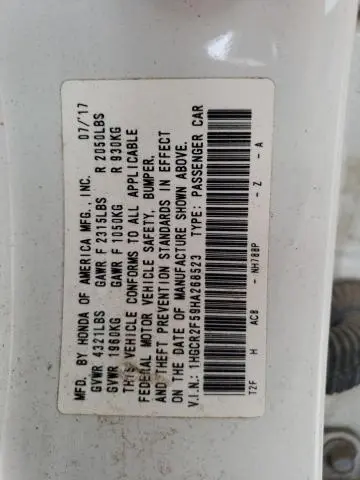 MFD. BY HONDA OF AMERICA MFG.,INC. 07/17
GVWR 4321LBS GAWR F 2315LBS R 2050LBS
GVWR 1960KG GAWR F 1050KG R 930KG
THIS VEHICLE CONFORMS TO ALL APPLICABLE
FEDERAL MOTOR VEHICLE SAFETY, BUMPER,
& THEFT PREVENTION STANDARDS IN EFFECT
ON THE DATE OF MANUFACTURE SHOWN ABOVE.
V.I.N.: 1HGCR2F59HA268523 TYPE: PASSENGER CAR
T2F H AC8 - NH788P - Z - A